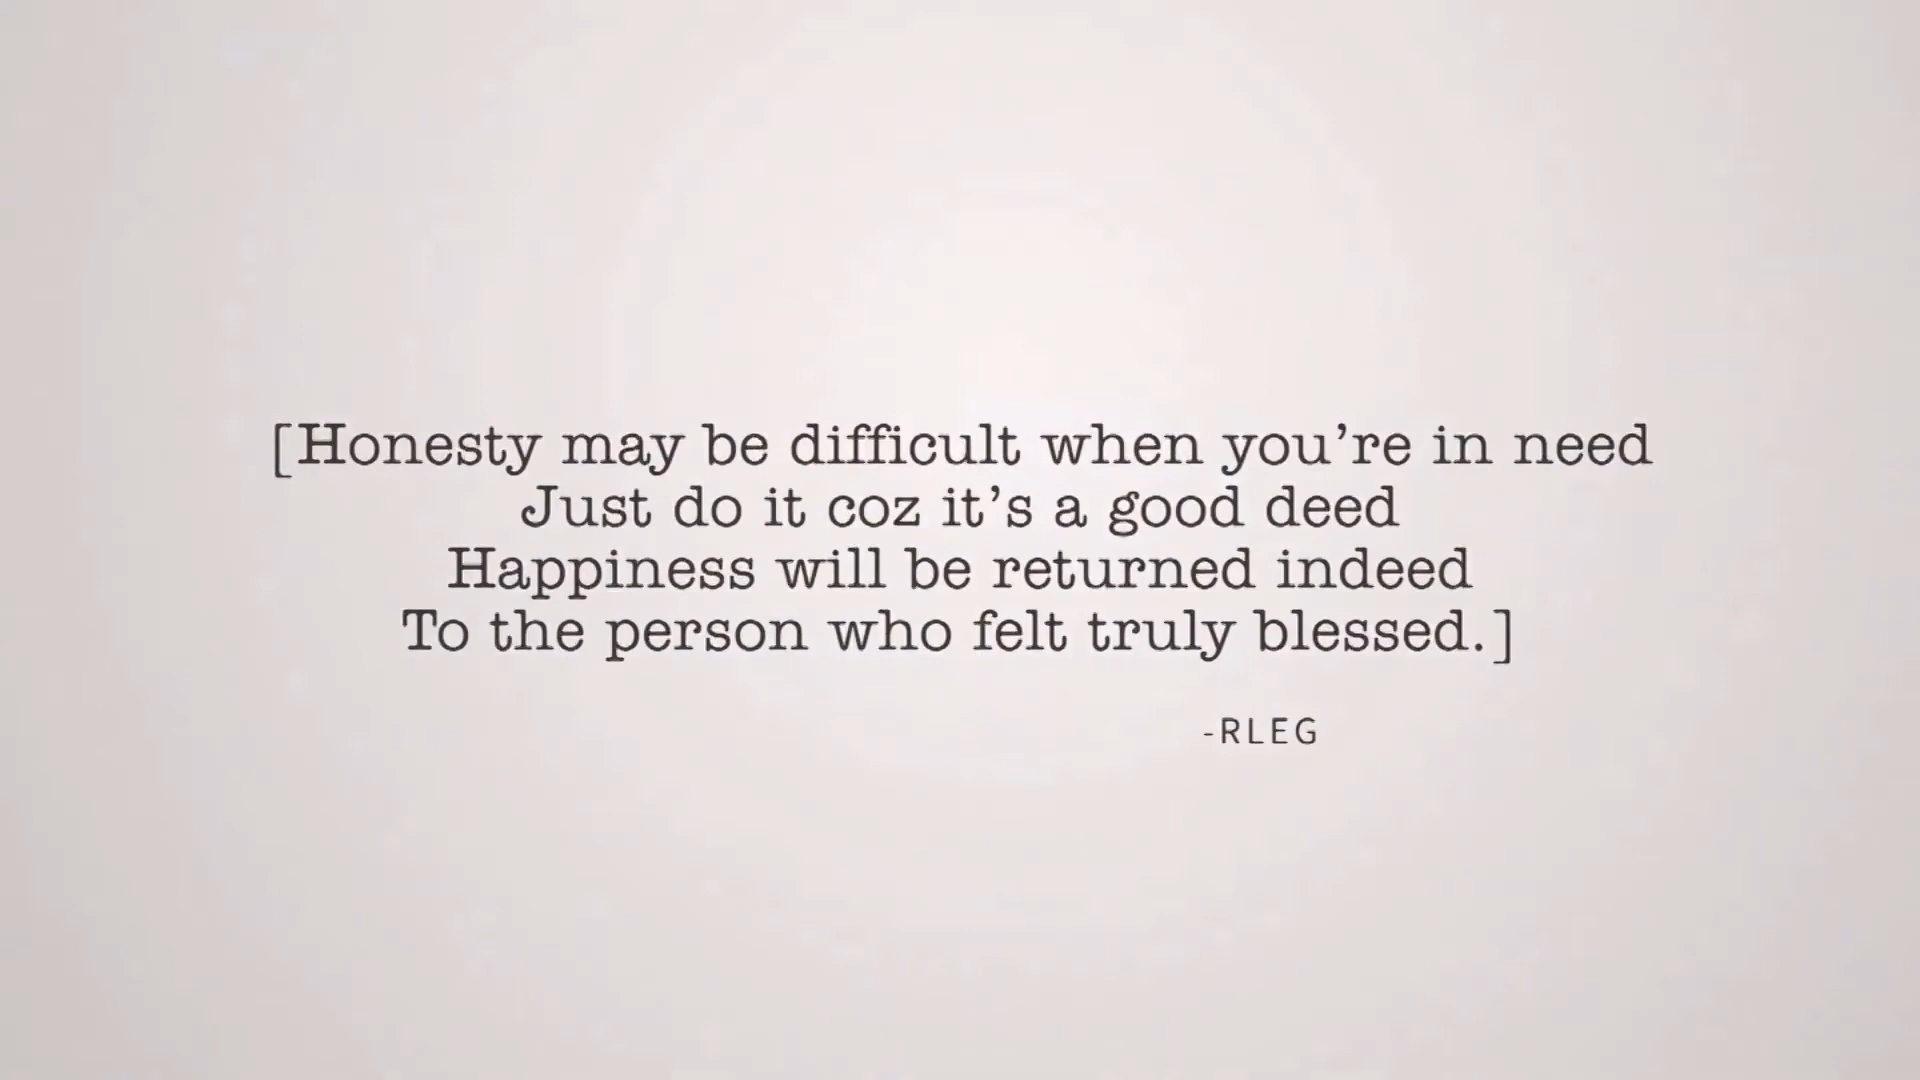 [Honesty may be difficult when you’re in need
Just do it coz it’s a good deed
Happiness will be returned indeed
To the person who felt truly blessed.]
-RLEG